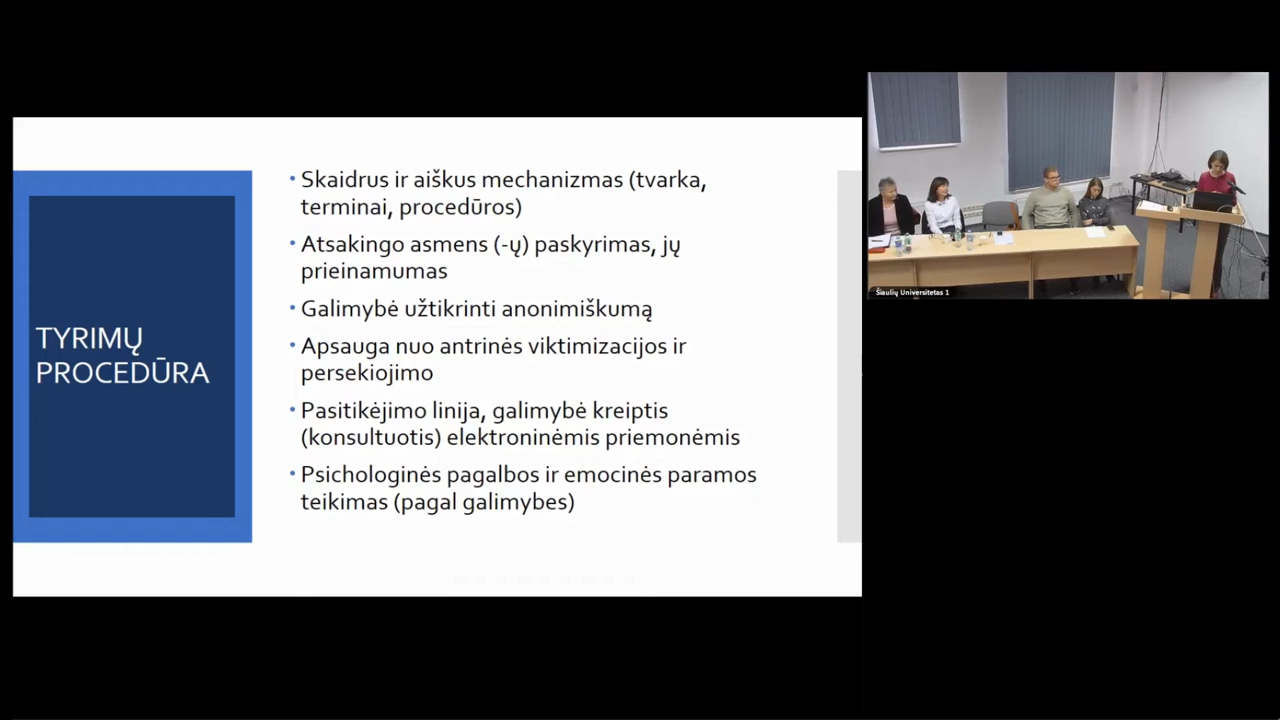 TYRIMŲ
PROCEDŪRA
• Skaidrus ir aiškus mechanizmas (tvarka,
terminai, procedūros)
• Atsakingo asmens (-ų) paskyrimas, jų
prieinamumas
• Galimybė užtikrinti anonimiškumą
• Apsauga nuo antrinės viktimizacijos ir
persekiojimo
• Pasitikėjimo linija, galimybė kreiptis
(konsultuotis) elektroninėmis priemonėmis
• Psichologinės pagalbos ir emocinės paramos
teikimas (pagal galimybes)
Šiaulių Universitetas 1